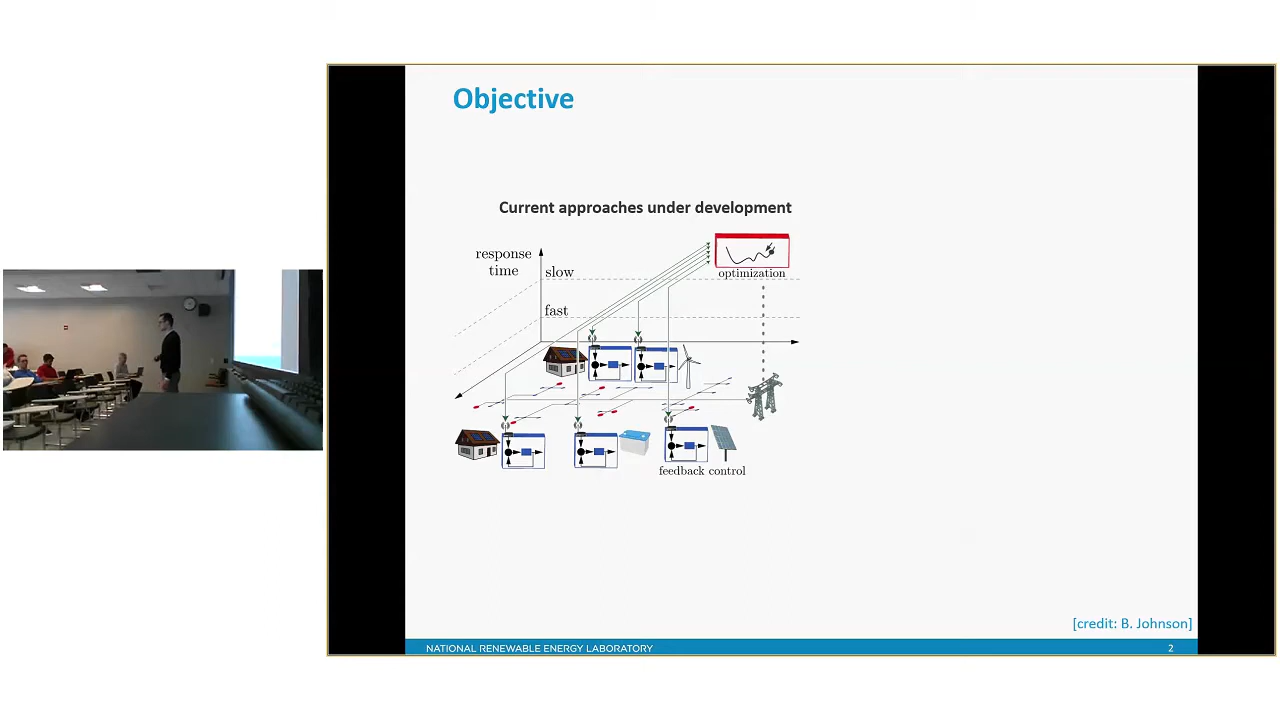 Objective
Current approaches under development
response
time
slow
fast
optimization
feedback control
[credit: B. Johnson]
NATIONAL RENEWABLE ENERGY LABORATORY
2